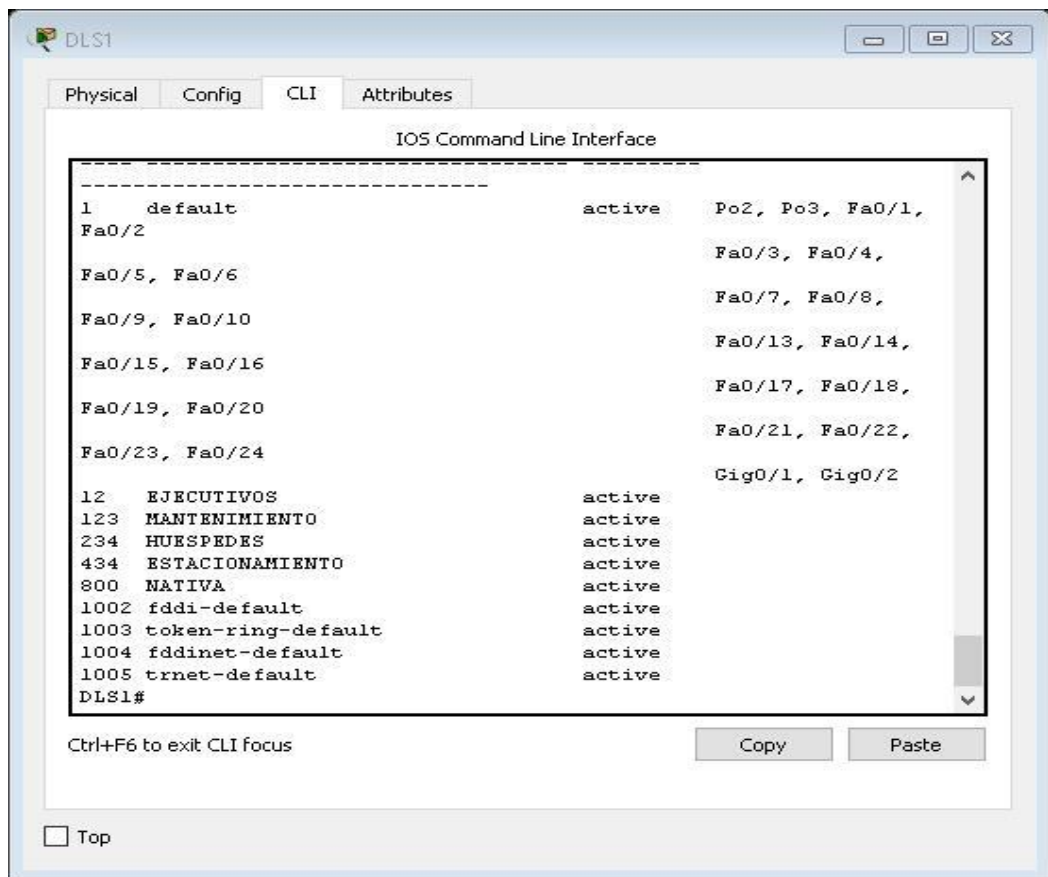 DLS1
Physical Config CLI Attributes
IOS Command Line Interface
---- -------------------------------- ---------
-------------------------------
1 default active Po2, Po3, Fa0/1,
Fa0/2
Fa0/3, Fa0/4,
Fa0/5, Fa0/6
Fa0/7, Fa0/8,
Fa0/9, Fa0/10
Fa0/13, Fa0/14,
Fa0/15, Fa0/16
Fa0/17, Fa0/18,
Fa0/19, Fa0/20
Fa0/21, Fa0/22,
Fa0/23, Fa0/24
Gig0/1, Gig0/2
12 EJECUTIVOS active
123 MANTENIMIENTO active
234 HUESPEDES active
434 ESTACIONAMIENTO active
800 NATIVA active
1002 fddi-default active
1003 token-ring-default active
1004 fddinet-default active
1005 trnet-default active
DLS1#
Ctrl+F6 to exit CLI focus
Copy Paste
Top